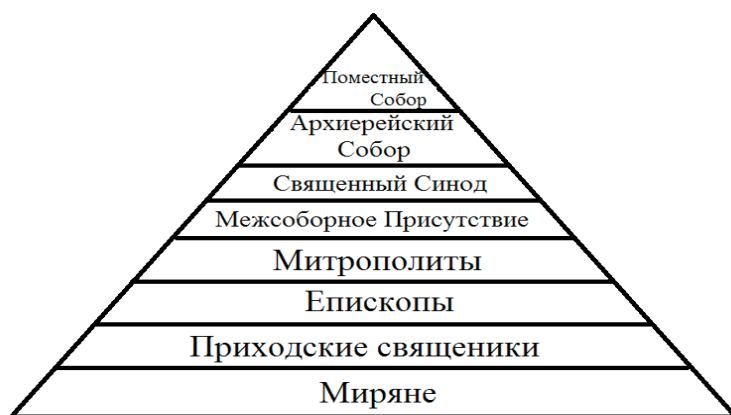 Поместный
Собор
Архиерейский
Собор
Священный Синод
Межсоборное Присутствие
Митрополиты
Епископы
Приходские священики
Миряне